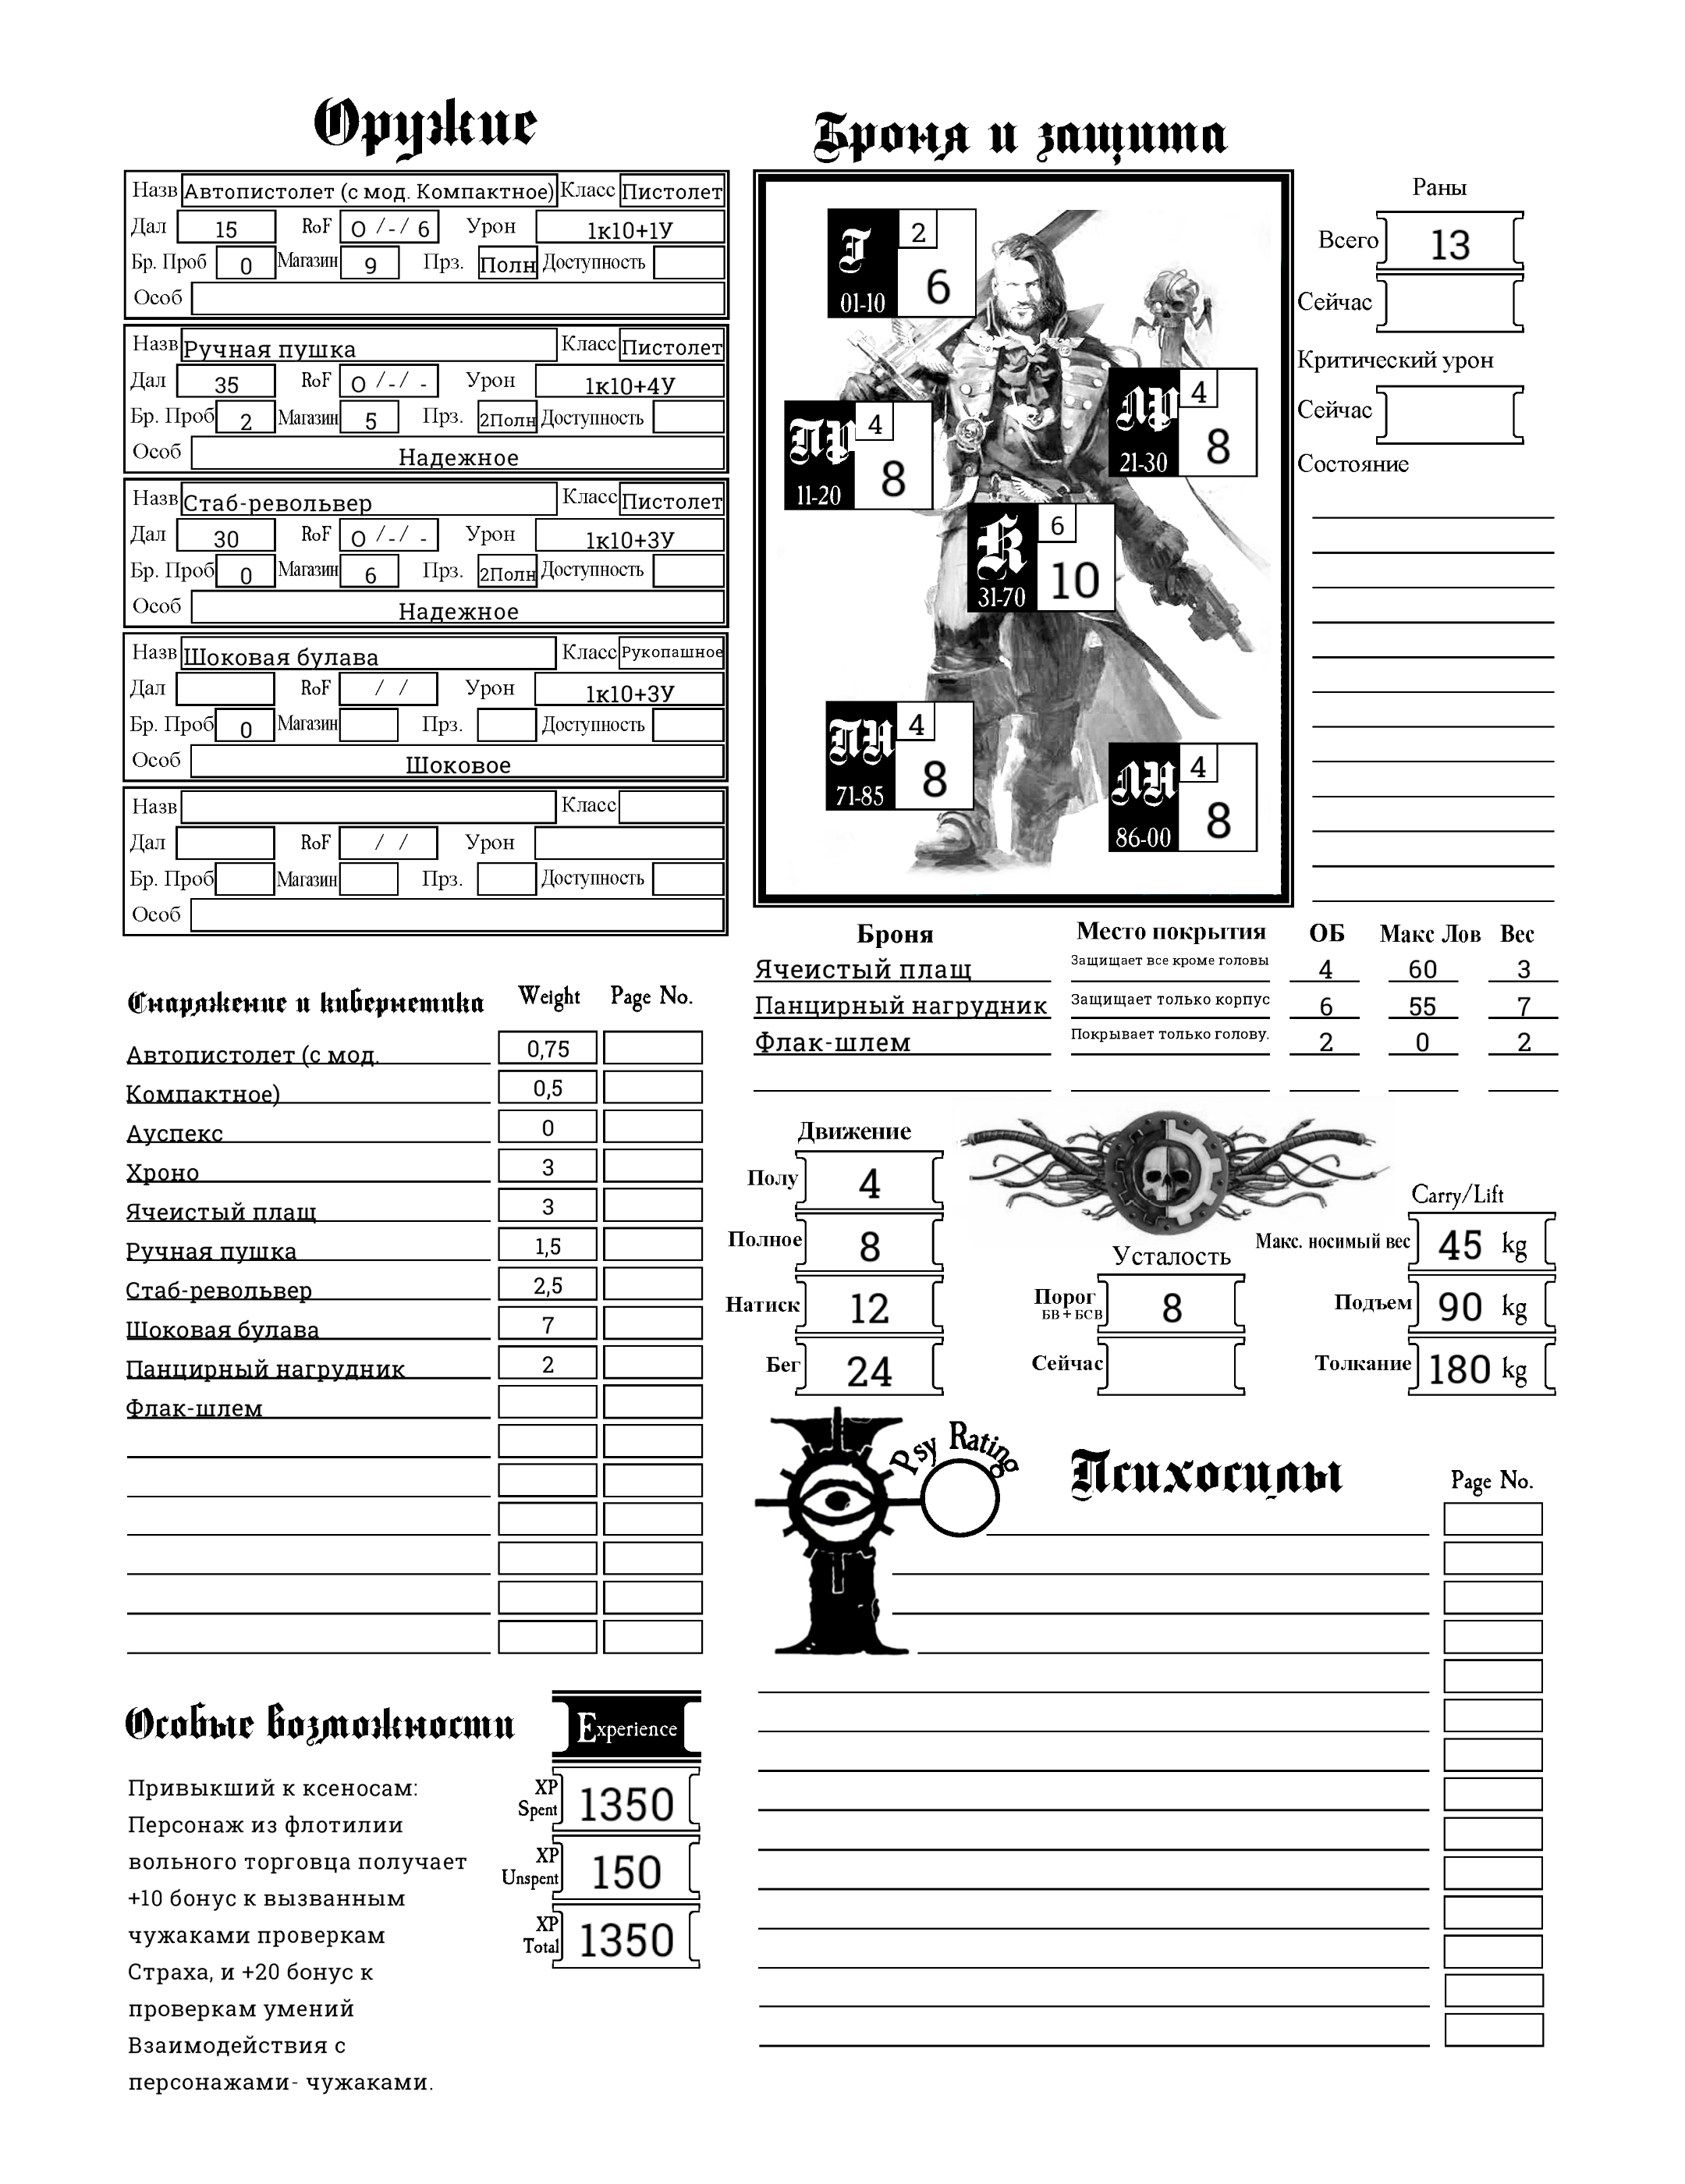 Оружие
Назв Автопистолет (с мод. Компактное) Класс Пистолет
Дал 15 RoF О / - / 6 Урон 1к10+1У
Бр. Проб 0 Магазин 9 Прз. Полн Доступность
Особ
Назв Ручная пушка Класс Пистолет
Дал 35 RoF О / - / - Урон 1к10+4У
Бр. Проб 2 Магазин 5 Прз. 2Полн Доступность
Особ Надежное
Назв Стаб-револьвер Класс Пистолет
Дал 30 RoF О / - / - Урон 1к10+3У
Бр. Проб 0 Магазин 6 Прз. 2Полн Доступность
Особ Надежное
Назв Шоковая булава Класс Рукопашное
Дал RoF / / Урон 1к10+3У
Бр. Проб 0 Магазин Прз. Доступность
Особ Шоковое
Назв Класс
Дал RoF / / Урон
Бр. Проб Магазин Прз. Доступность
Особ
Броня и защита
Г 2
01-10 6
ПР 4
11-20 8
ЛР 4
21-30 8
К 6
31-70 10
ПН 4
71-85 8
ЛН 4
86-00 8
Раны
Всего 13
Сейчас
Критический урон
Сейчас
Состояние
Броня Место покрытия ОБ Макс Лов Вес
Ячеистый плащ Защищает все кроме головы 4 60 3
Панцирный нагрудник Защищает только корпус 6 55 7
Флак-шлем Покрывает только голову. 2 0 2
Снаряжение и кибернетика Weight Page No.
Автопистолет (с мод. 0,75
Компактное) 0,5
Ауспекс 0
Хроно 3
Ячеистый плащ 3
Ручная пушка 1,5
Стаб-револьвер 2,5
Шоковая булава 7
Панцирный нагрудник 2
Флак-шлем
Движение
Полу 4
Полное 8
Натиск 12
Бег 24
Усталость
Порог 8
БВ + БСВ
Сейчас
Carry/Lift
Макс. носимый вес 45 kg
Подъем 90 kg
Толкание 180 kg
Psy Rating
Психосилы Page No.
Особые возможности
Привыкший к ксеносам:
Персонаж из флотилии
вольного торговца получает
+10 бонус к вызванным
чужаками проверкам
Страха, и +20 бонус к
проверкам умений
Взаимодействия с
персонажами- чужаками.
Experience
XP Spent 1350
XP Unspent 150
XP Total 1350